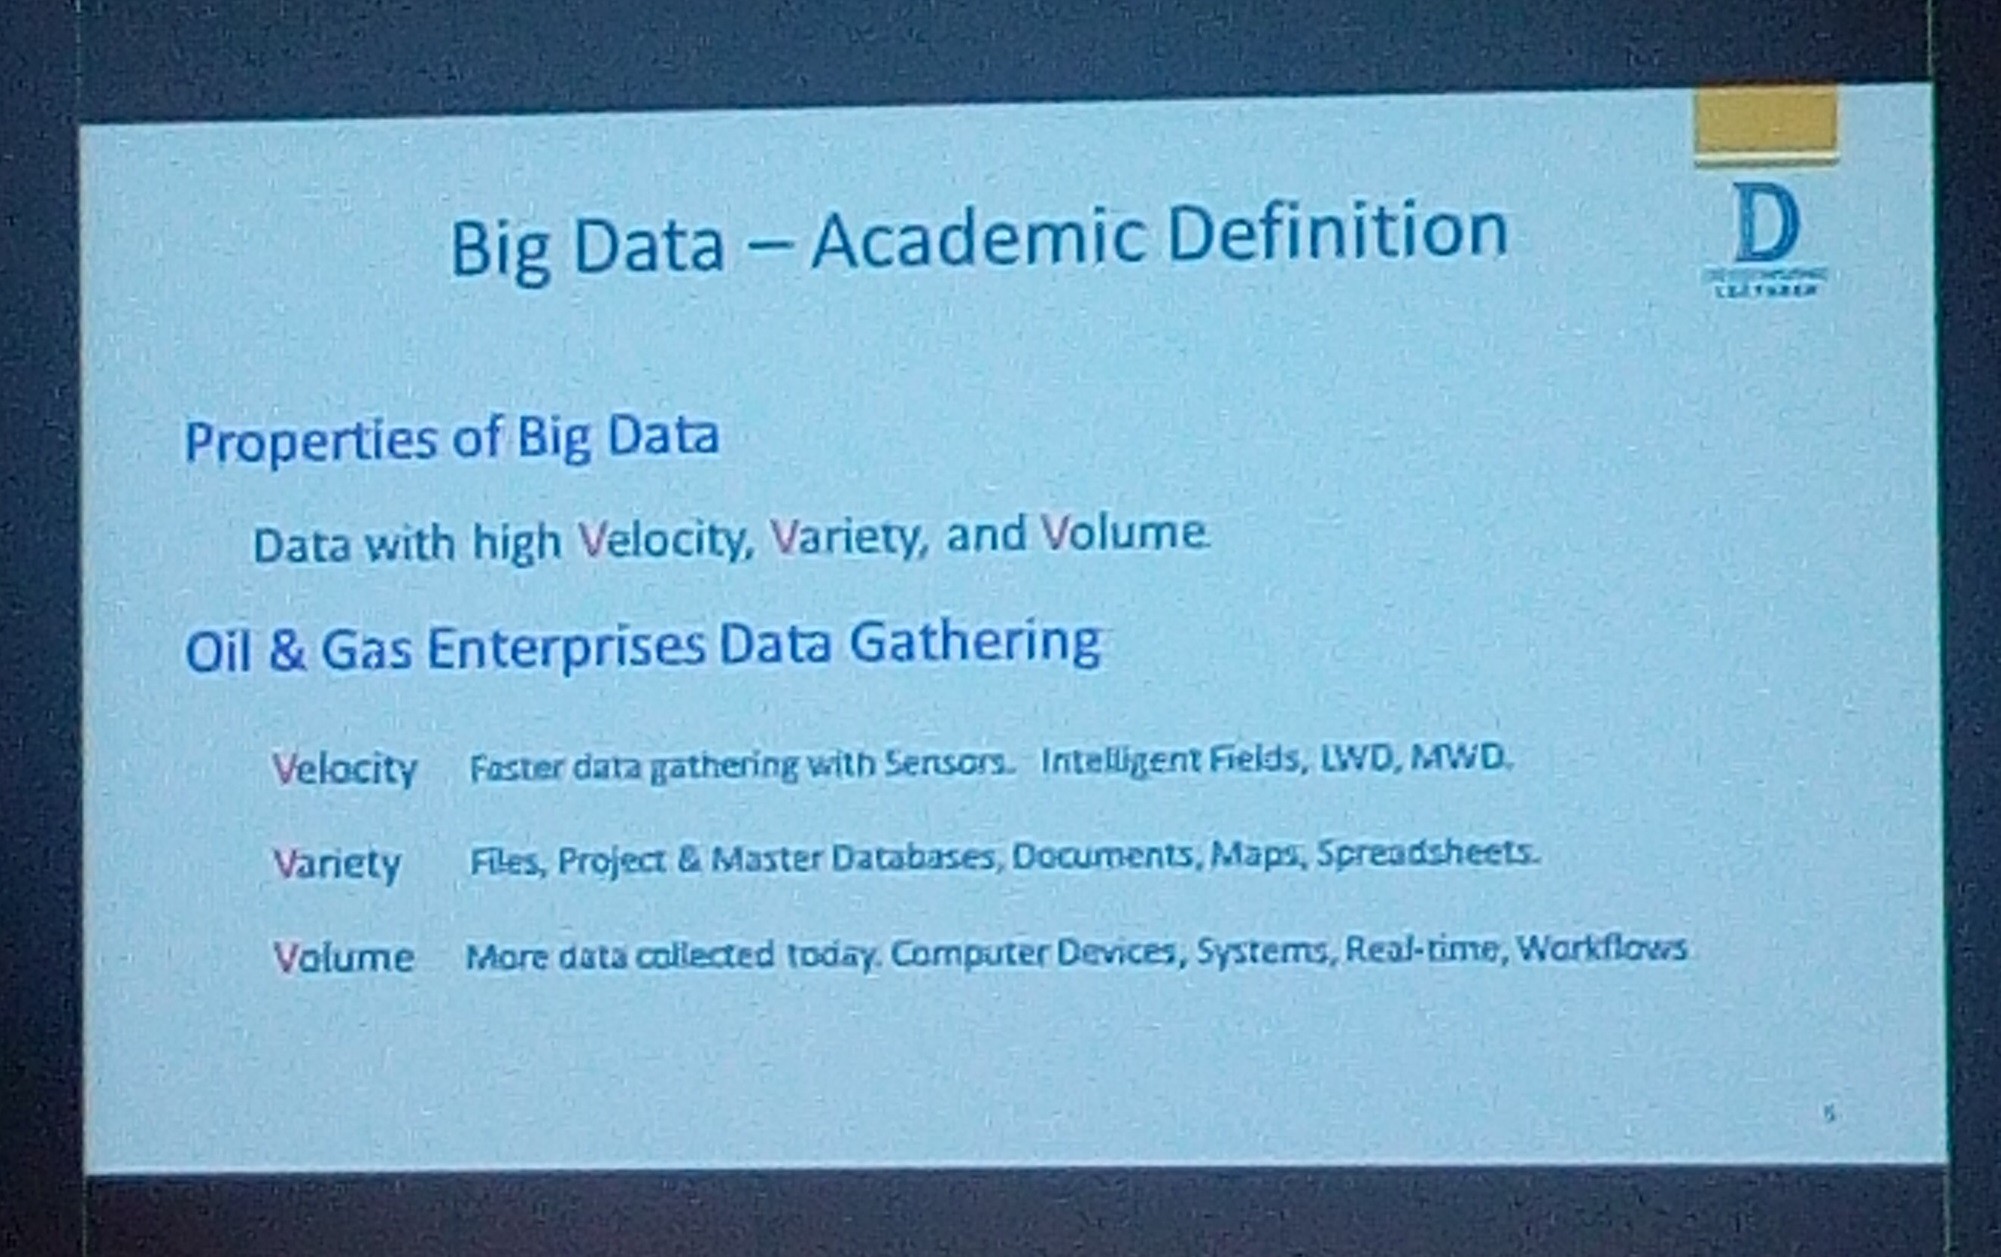 Big Data – Academic Definition
D
LECTURER
Properties of Big Data
Data with high Velocity, Variety, and Volume.
Oil & Gas Enterprises Data Gathering
Velocity Faster data gathering with Sensors. Intelligent Fields, LWD, MWD.
Variety Files, Project & Master Databases, Documents, Maps, Spreadsheets.
Volume More data collected today. Computer Devices, Systems, Real-time, Workflows
5